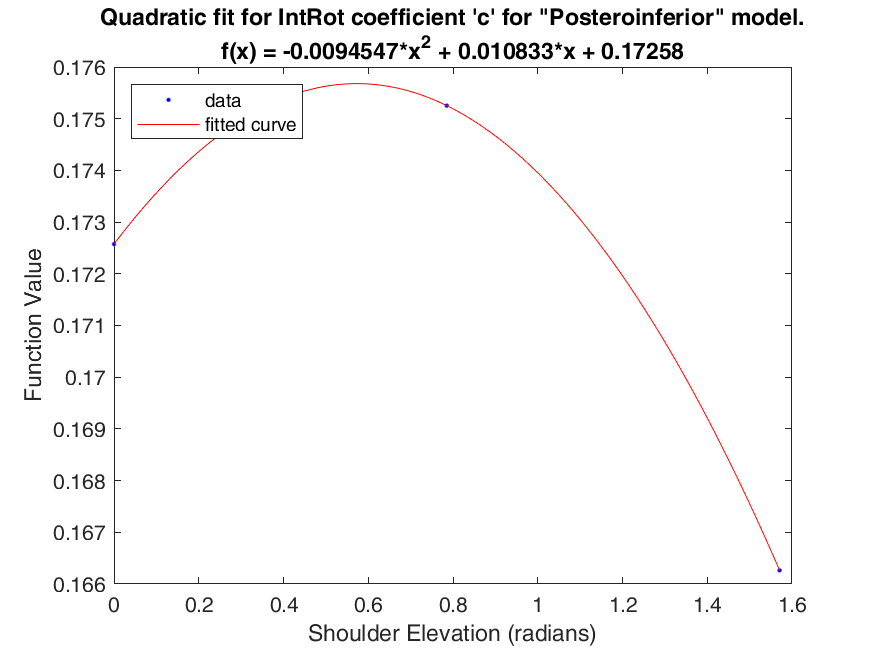 Quadratic fit for IntRot coefficient 'c' for "Posteroinferior" model.
f(x) = -0.0094547*x² + 0.010833*x + 0.17258
0.176
0.175
0.174
0.173
0.172
0.171
0.17
0.169
0.168
0.167
0.166
Function Value
data
fitted curve
0 0.2 0.4 0.6 0.8 1 1.2 1.4 1.6
Shoulder Elevation (radians)